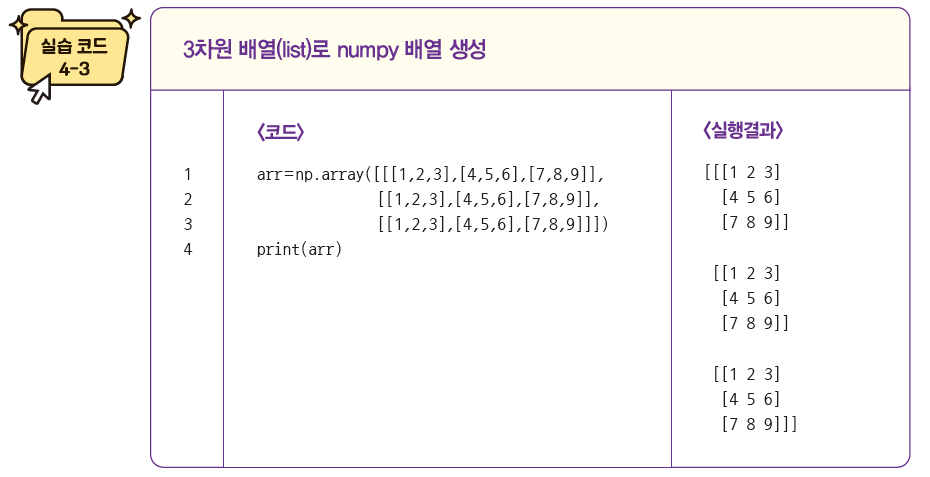 실습 코드
4-3
3차원 배열(list)로 numpy 배열 생성
<코드>
1 arr=np.array([[[1,2,3],[4,5,6],[7,8,9]],
2 [[1,2,3],[4,5,6],[7,8,9]],
3 [[1,2,3],[4,5,6],[7,8,9]]])
4 print(arr)
<실행결과>
[[[1 2 3]
[4 5 6]
[7 8 9]]
[[1 2 3]
[4 5 6]
[7 8 9]]
[[1 2 3]
[4 5 6]
[7 8 9]]]